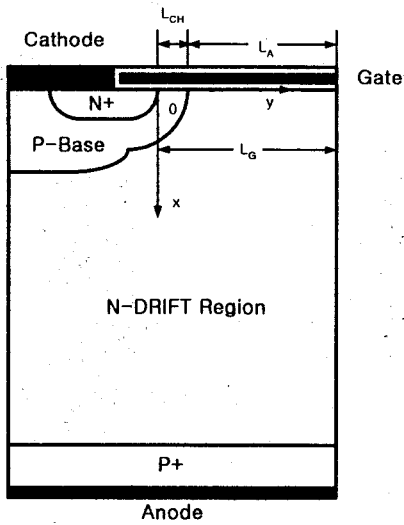 L_CH
Cathode
L_A
Gate
N+
0
y
P-Base
L_G
x
N-DRIFT Region
P+
Anode